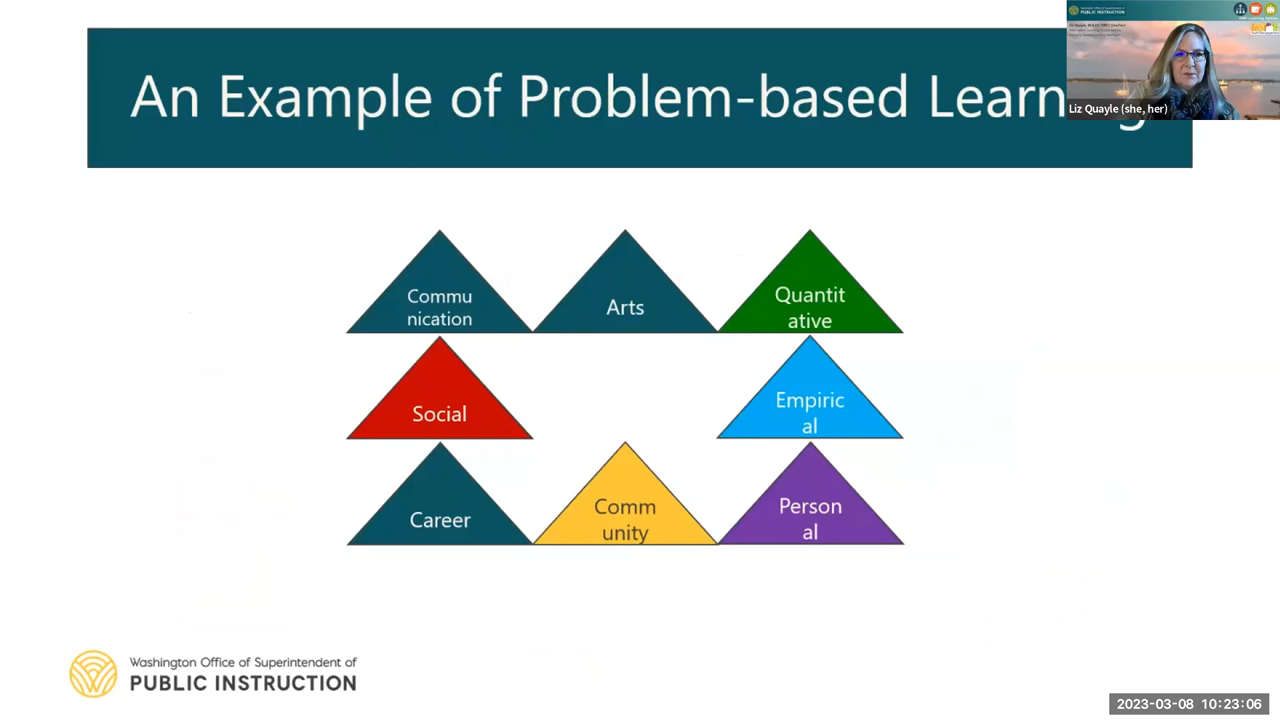 An Example of Problem-based Learning
Liz Quayle (she, her)
Commu
nication
Arts
Quantit
ative
Social
Empiric
al
Career
Comm
unity
Person
al
Washington Office of Superintendent of
PUBLIC INSTRUCTION
2023-03-08 10:23:06